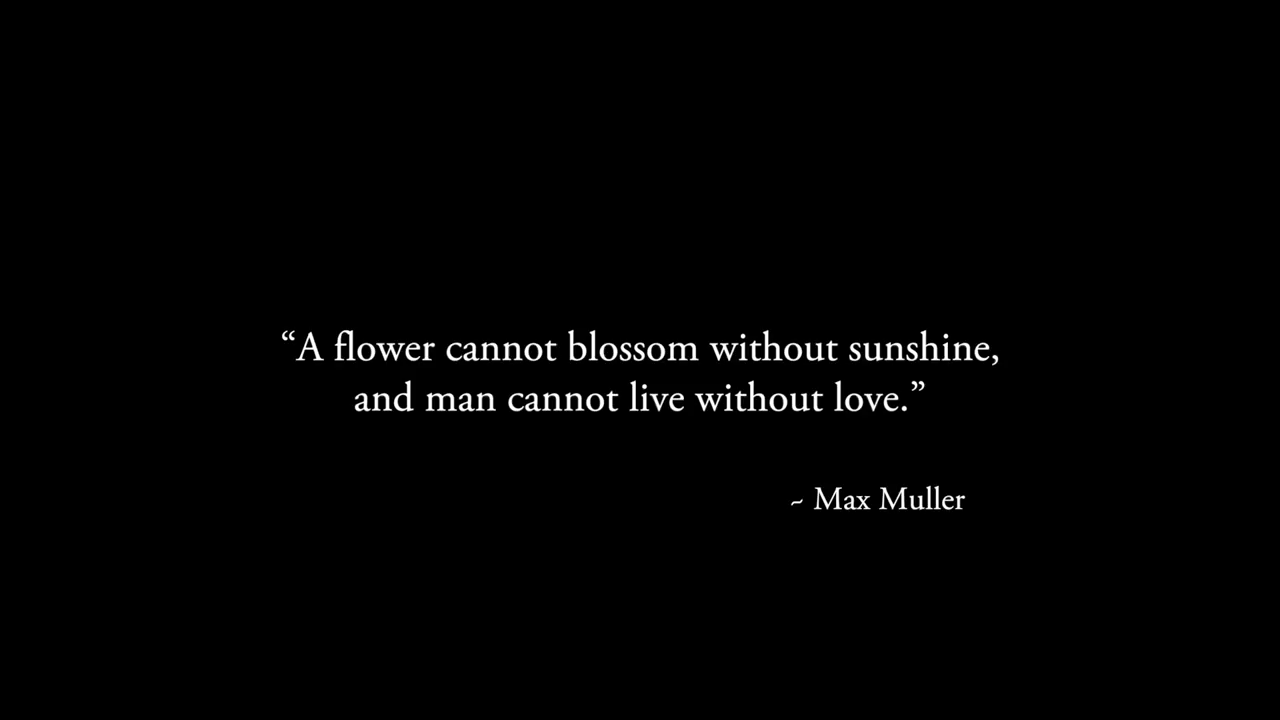 “A flower cannot blossom without sunshine,
and man cannot live without love.”
~ Max Muller